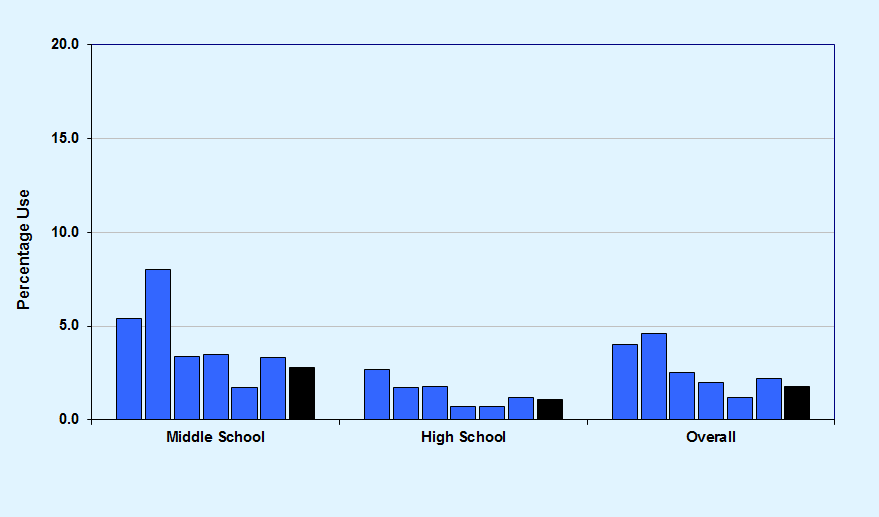 20.0
15.0
10.0
5.0
0.0
Percentage Use
Middle School
High School
Overall